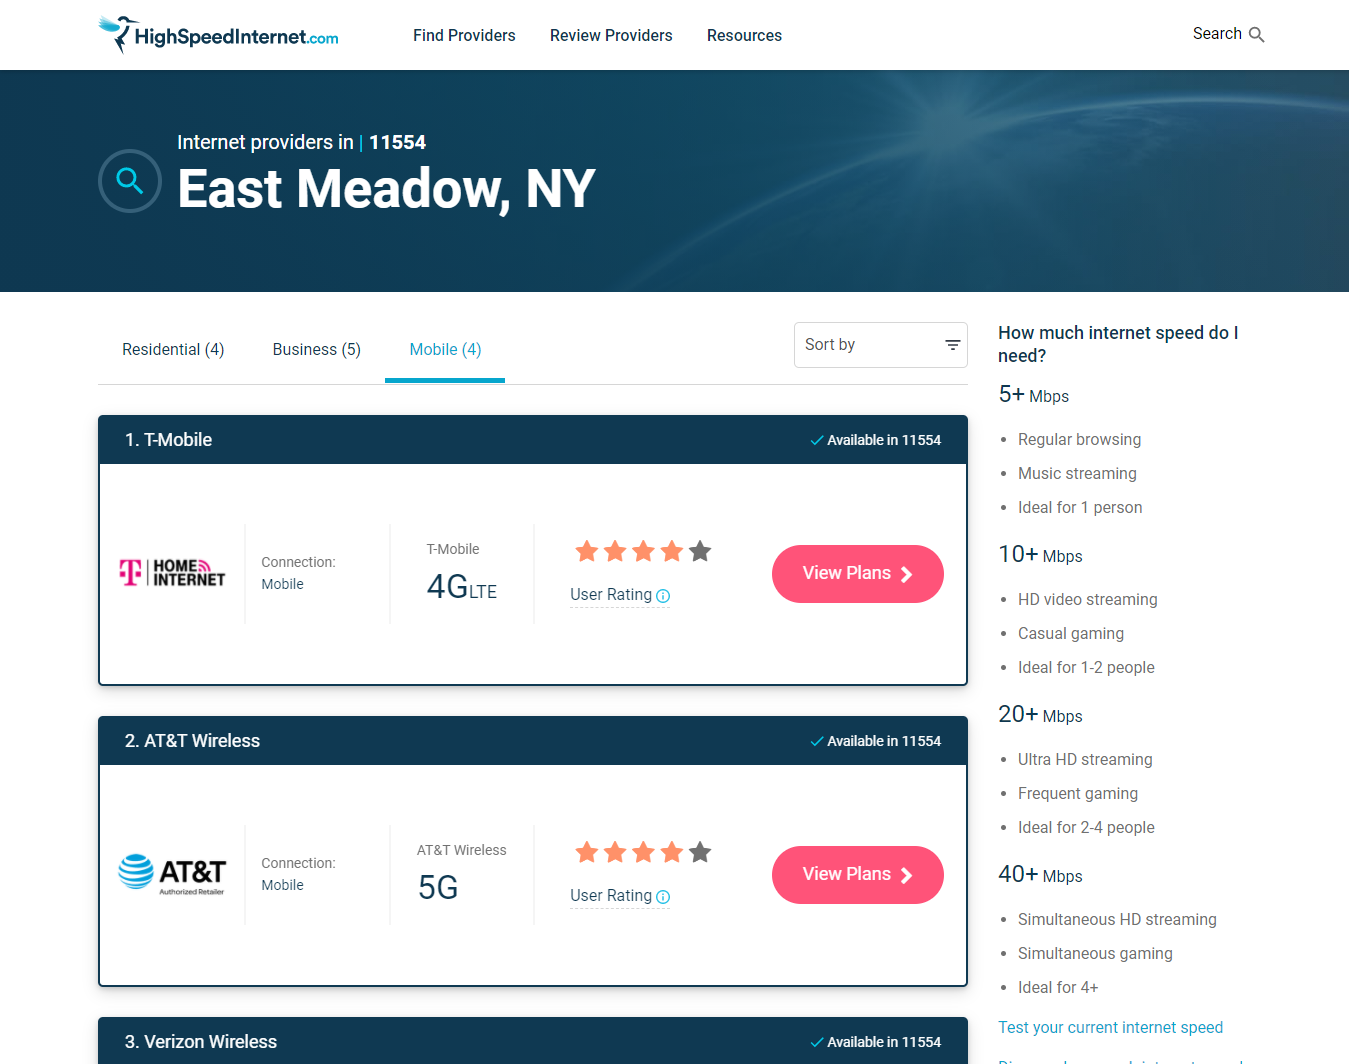 HighSpeedInternet.com
Find Providers
Review Providers
Resources
Search
Internet providers in | 11554
East Meadow, NY
Residential (4)
Business (5)
Mobile (4)
Sort by
1. T-Mobile
Available in 11554
T HOME INTERNET
Connection:
Mobile
T-Mobile
4GLTE
User Rating
View Plans
2. AT&T Wireless
Available in 11554
AT&T
Authorized Retailer
Connection:
Mobile
AT&T Wireless
5G
User Rating
View Plans
3. Verizon Wireless
Available in 11554
How much internet speed do I
need?
5+ Mbps
• Regular browsing
• Music streaming
• Ideal for 1 person
10+ Mbps
• HD video streaming
• Casual gaming
• Ideal for 1-2 people
20+ Mbps
• Ultra HD streaming
• Frequent gaming
• Ideal for 2-4 people
40+ Mbps
• Simultaneous HD streaming
• Simultaneous gaming
• Ideal for 4+
Test your current internet speed